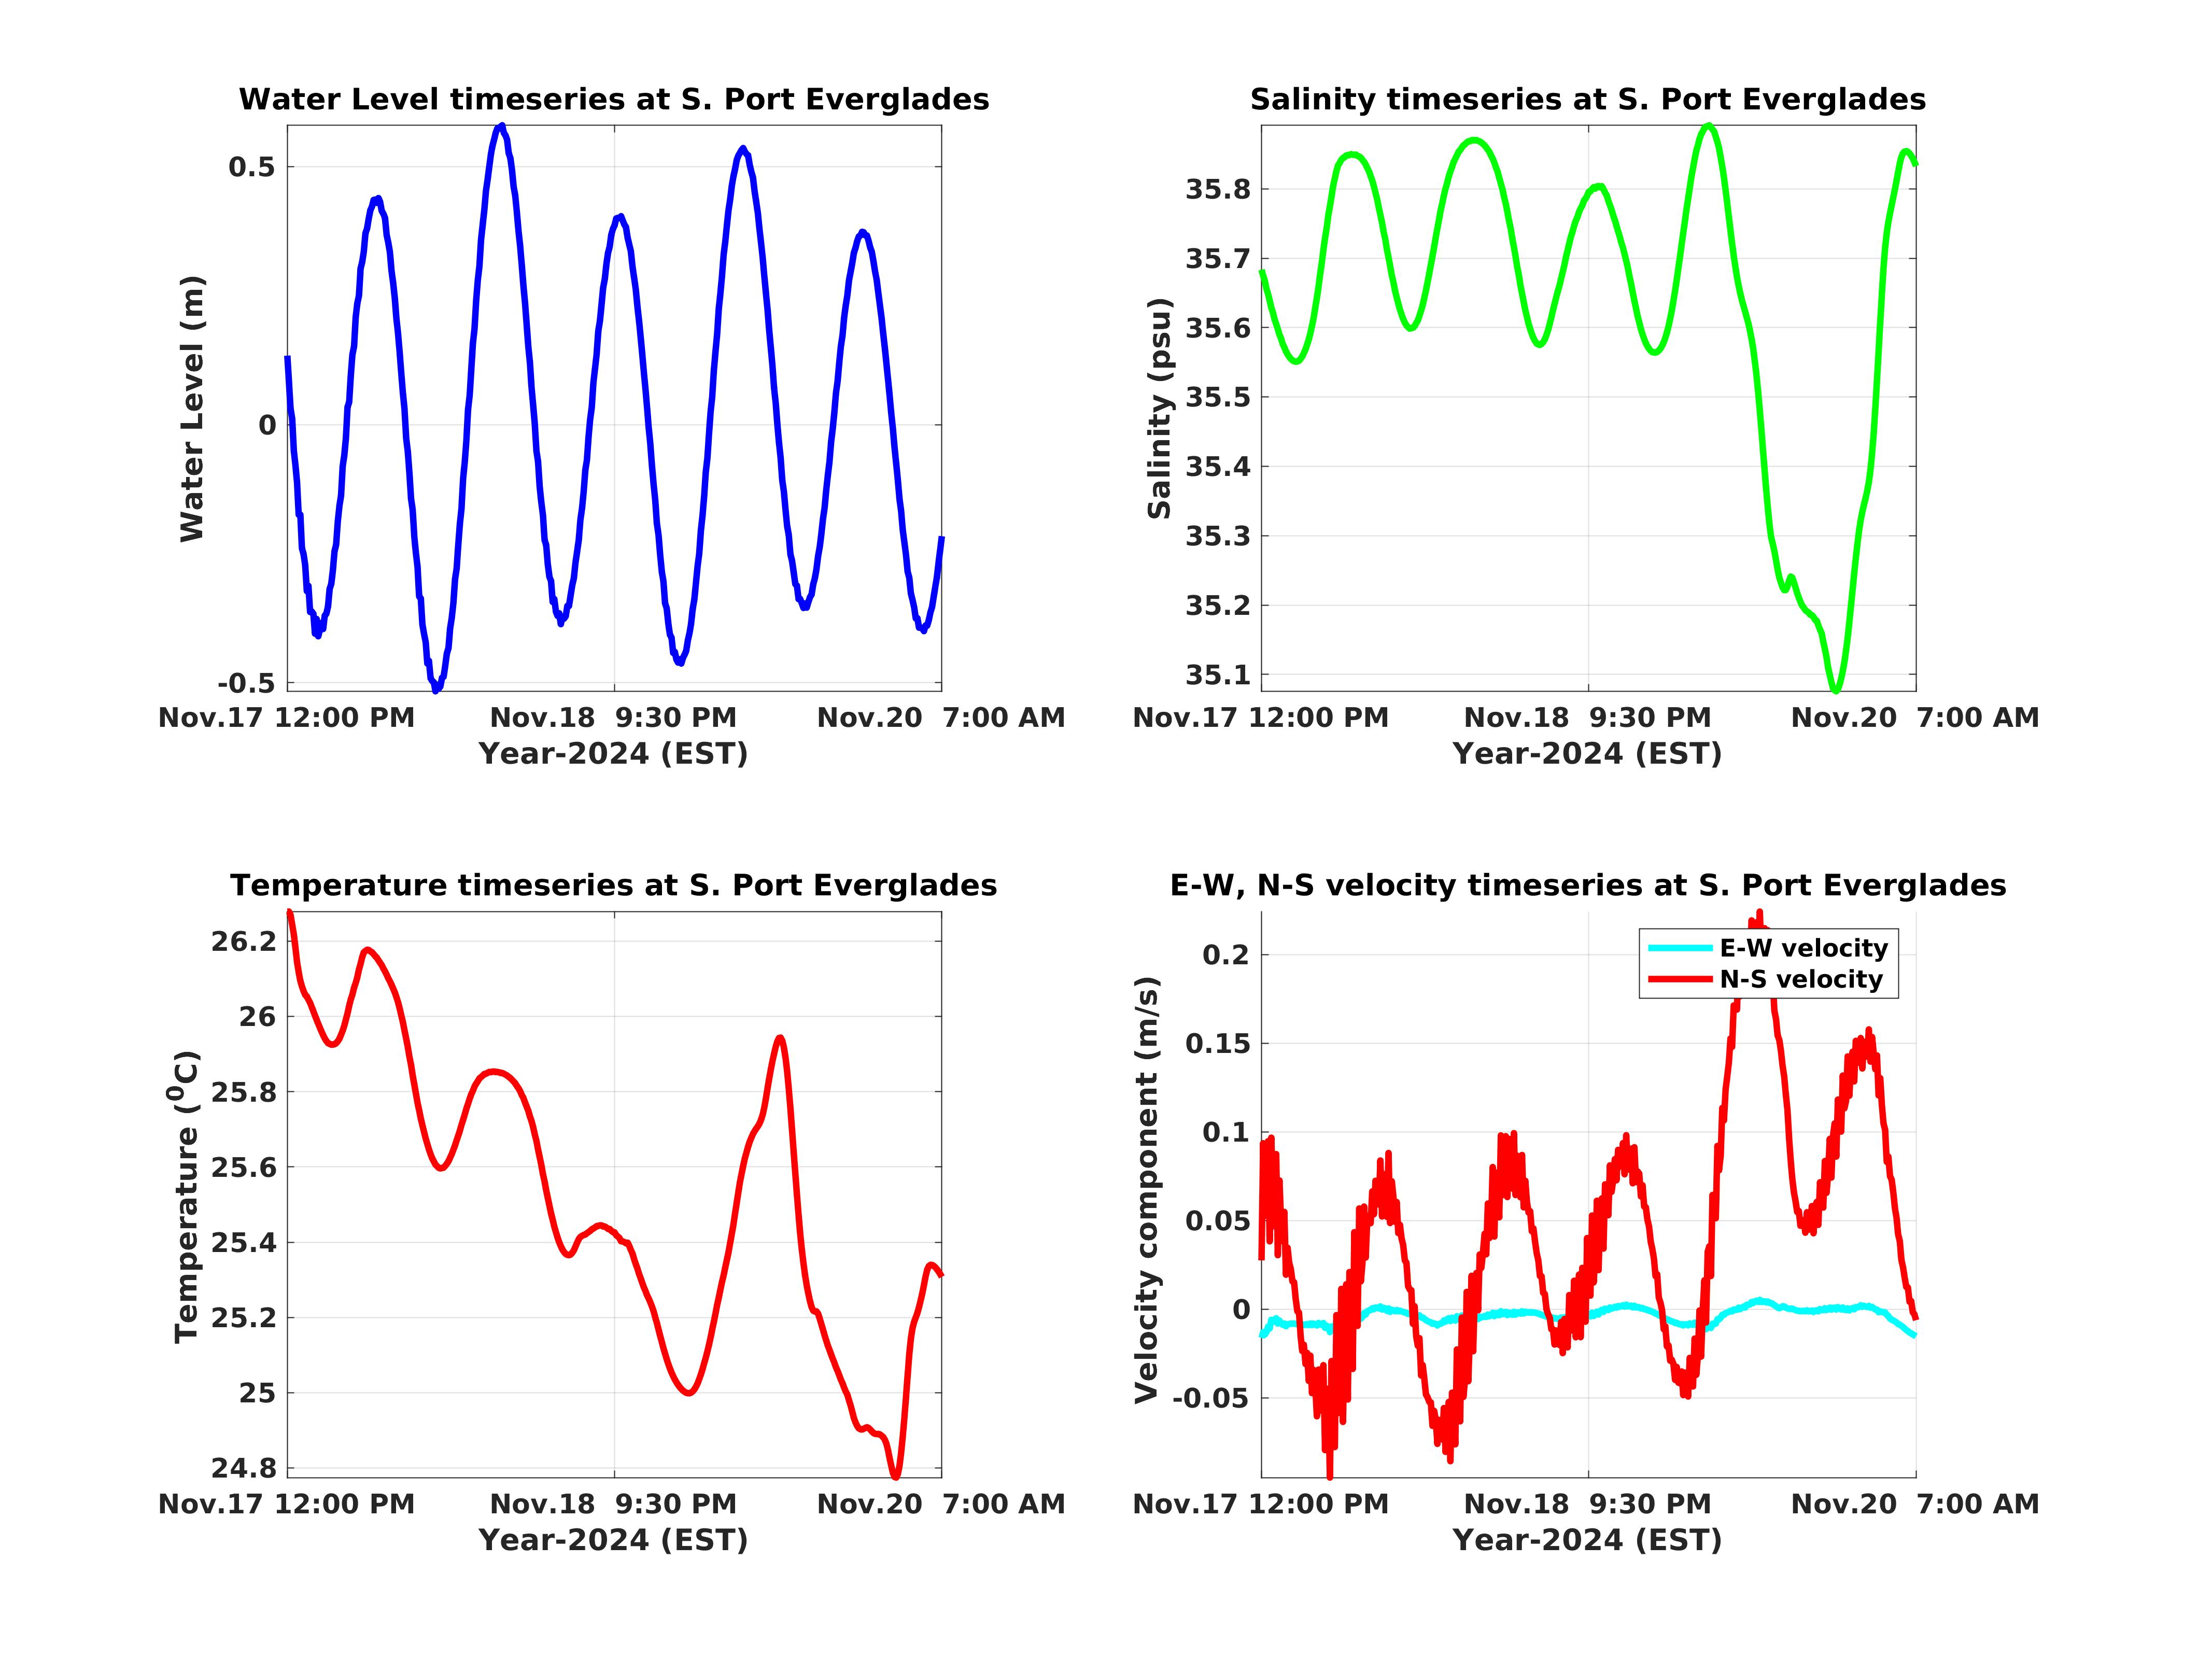 Water Level timeseries at S. Port Everglades
0.5
0
-0.5
Water Level (m)
Nov.17 12:00 PM
Nov.18 9:30 PM
Nov.20 7:00 AM
Year-2024 (EST)
Salinity timeseries at S. Port Everglades
35.8
35.7
35.6
35.5
35.4
35.3
35.2
35.1
Salinity (psu)
Nov.17 12:00 PM
Nov.18 9:30 PM
Nov.20 7:00 AM
Year-2024 (EST)
Temperature timeseries at S. Port Everglades
26.2
26
25.8
25.6
25.4
25.2
25
24.8
Temperature (⁰C)
Nov.17 12:00 PM
Nov.18 9:30 PM
Nov.20 7:00 AM
Year-2024 (EST)
E-W, N-S velocity timeseries at S. Port Everglades
E-W velocity
N-S velocity
0.2
0.15
0.1
0.05
0
-0.05
Velocity component (m/s)
Nov.17 12:00 PM
Nov.18 9:30 PM
Nov.20 7:00 AM
Year-2024 (EST)